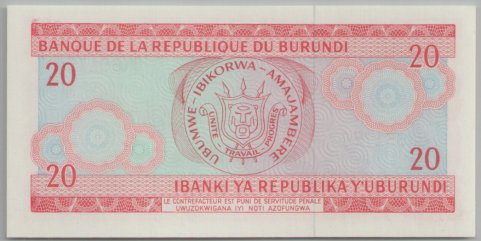 BANQUE DE LA REPUBLIQUE DU BURUNDI
20 20
UBUMWE - IBIKORWA - AMAJAMBERE
UNITE - TRAVAIL - PROGRES
20 20
IBANKI YA REPUBLIKA Y'UBURUNDI
LE CONTREFACTEUR EST PUNI DE SERVITUDE PENALE
UWUZOKWIGANA IYI NOTI AZOFUNGWA